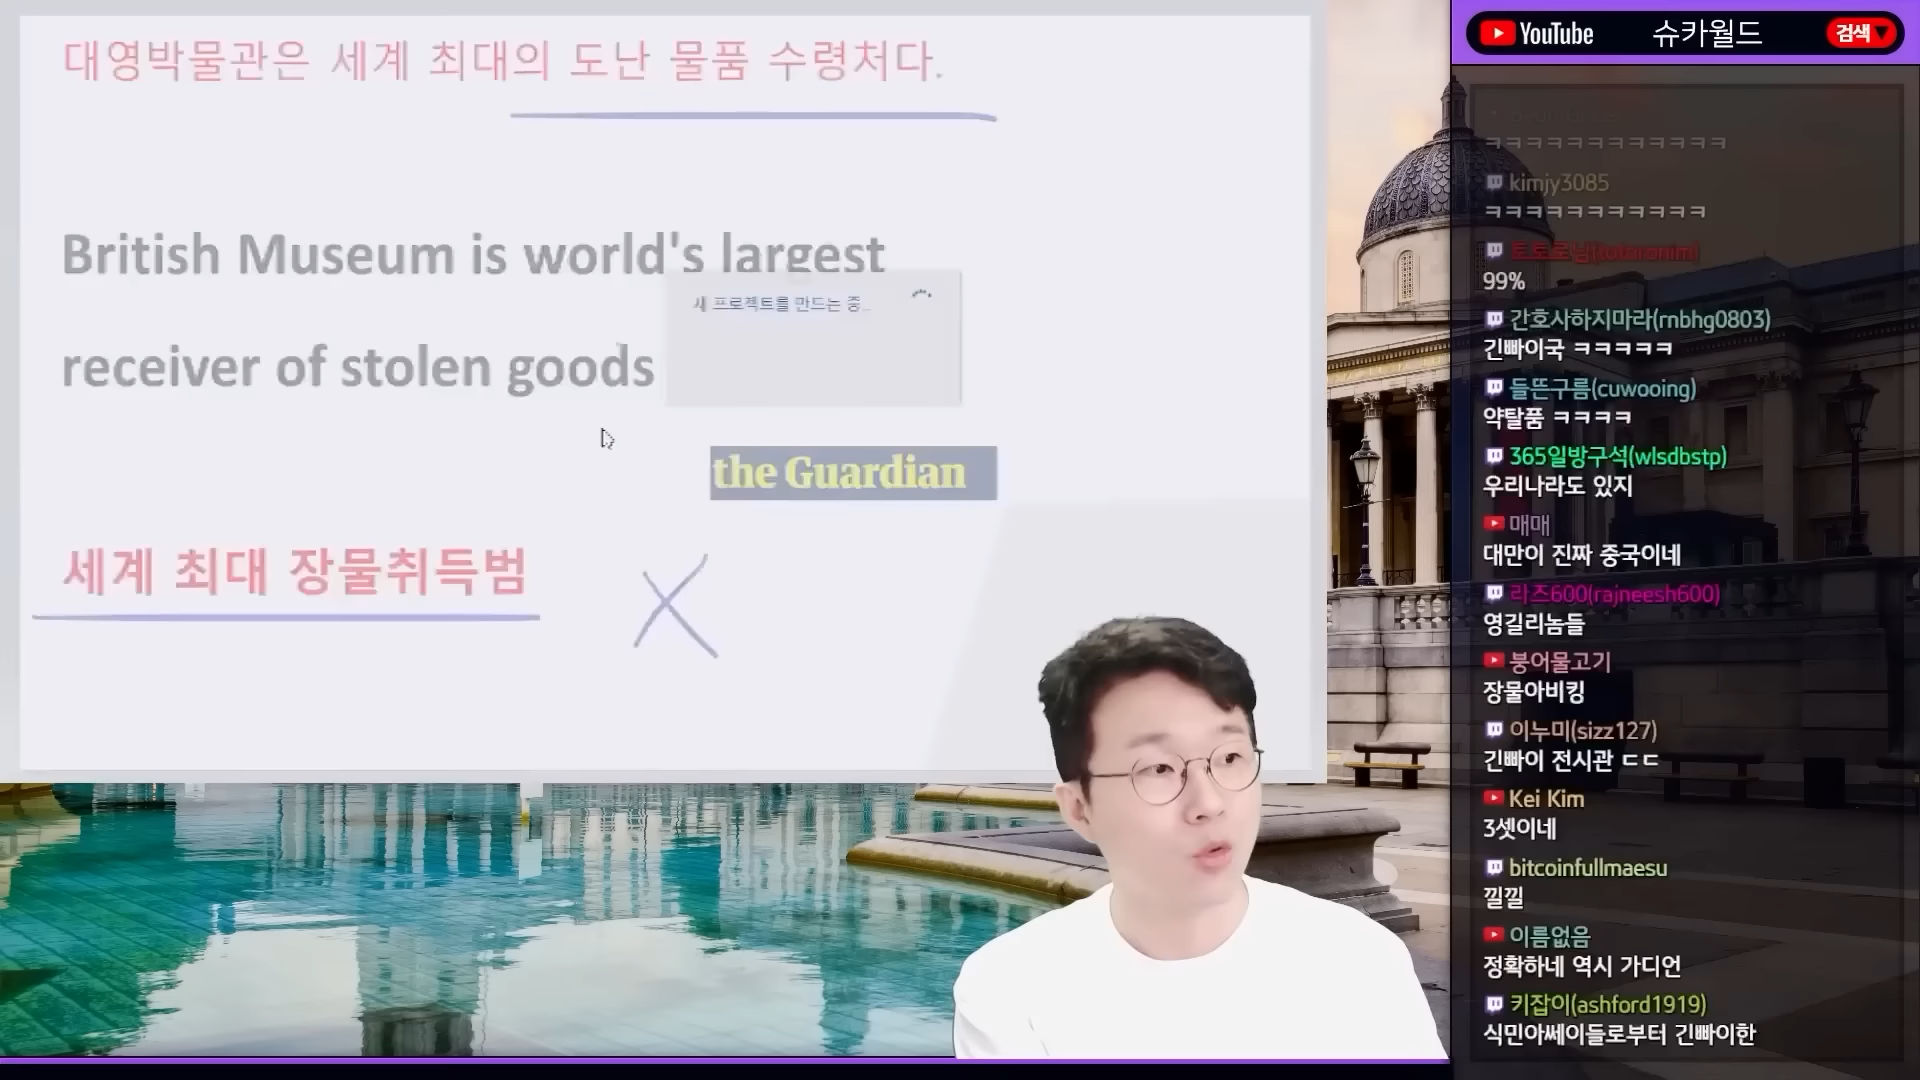 대영박물관은 세계 최대의 도난 물품 수령처다.
British Museum is world's largest
receiver of stolen goods
새 프로젝트를 만드는 중...
the Guardian
세계 최대 장물취득범
YouTube 슈카월드 검색
ㅋㅋㅋㅋㅋㅋㅋㅋㅋㅋㅋㅋ
kimjy3085
ㅋㅋㅋㅋㅋㅋㅋㅋㅋㅋㅋ
토토로님(totoronim)
99%
간호사하지마라(rnbhg0803)
긴빠이국 ㅋㅋㅋㅋㅋ
들뜬구름(cuwooing)
약탈품 ㅋㅋㅋㅋ
365일방구석(wlsdbstp)
우리나라도 있지
매매
대만이 진짜 중국이네
라즈600(rajneesh600)
영길리놈들
붕어물고기
장물아비킹
이누미(sizz127)
긴빠이 전시관 ㄷㄷ
Kei Kim
3셋이네
bitcoinfullmaesu
낄낄
이름없음
정확하네 역시 가디언
키잡이(ashford1919)
식민아쎄이들로부터 긴빠이한